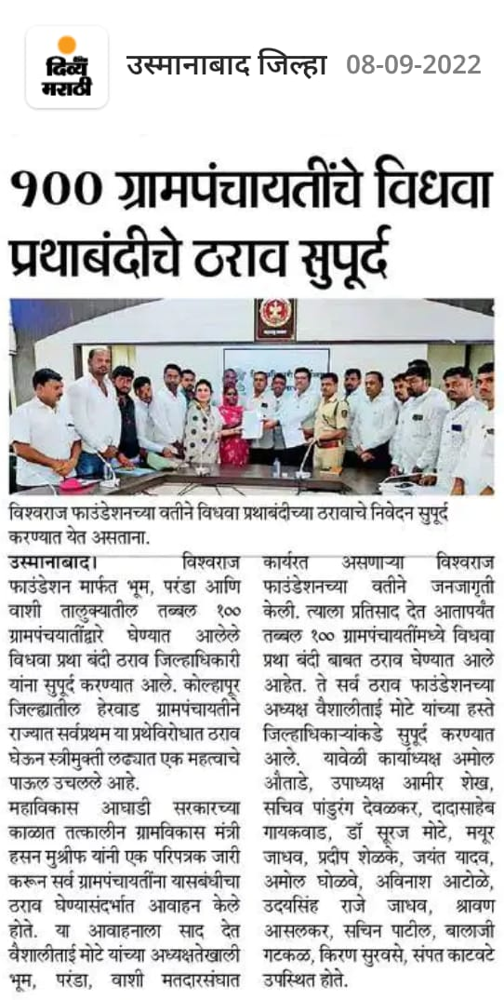 दिव्य
मराठी
उस्मानाबाद जिल्हा 08-09-2022
१०० ग्रामपंचायतींचे विधवा
प्रथाबंदीचे ठराव सुपूर्द
विश्वराज फाउंडेशनच्या वतीने विधवा प्रथाबंदीच्या ठरावाचे निवेदन सुपूर्द
करण्यात येत असताना.
उस्मानाबाद। विश्वराज
फाउंडेशन मार्फत भूम, परंडा आणि
वाशी तालुक्यातील तब्बल १००
ग्रामपंचयातींद्वारे घेण्यात आलेले
विधवा प्रथा बंदी ठराव जिल्हाधिकारी
यांना सुपूर्द करण्यात आले. कोल्हापूर
जिल्ह्यातील हेरवाड ग्रामपंचायतीने
राज्यात सर्वप्रथम या प्रथेविरोधात ठराव
घेऊन स्त्रीमुक्ती लढ्यात एक महत्वाचे
पाऊल उचलले आहे.
महाविकास आघाडी सरकारच्या
काळात तत्कालीन ग्रामविकास मंत्री
हसन मुश्रीफ यांनी एक परिपत्रक जारी
करून सर्व ग्रामपंचायतींना यासबंधीचा
ठराव घेण्यासंदर्भात आवाहन केले
होते. या आवाहनाला साद देत
वैशालीताई मोटे यांच्या अध्यक्षतेखाली
भूम, परंडा, वाशी मतदारसंघात
कार्यरत असणाऱ्या विश्वराज
फाउंडेशनच्या वतीने जनजागृती
केली. त्याला प्रतिसाद देत आतापर्यंत
तब्बल १०० ग्रामपंचायतींमध्ये विधवा
प्रथा बंदी बाबत ठराव घेण्यात आले
आहेत. ते सर्व ठराव फाउंडेशनच्या
अध्यक्ष वैशालीताई मोटे यांच्या हस्ते
जिल्हाधिकाऱ्यांकडे सुपूर्द करण्यात
आले. यावेळी कार्याध्यक्ष अमोल
औताडे, उपाध्यक्ष आमीर शेख,
सचिव पांडुरंग देवळकर, दादासाहेब
गायकवाड, डॉ सूरज मोटे, मयूर
जाधव, प्रदीप शेळके, जयंत यादव,
अमोल घोळवे, अविनाश आटोळे,
उदयसिंह राजे जाधव, श्रावण
आसलकर, सचिन पाटील, बालाजी
गटकळ, किरण सुरवसे, संपत काटवटे
उपस्थित होते.